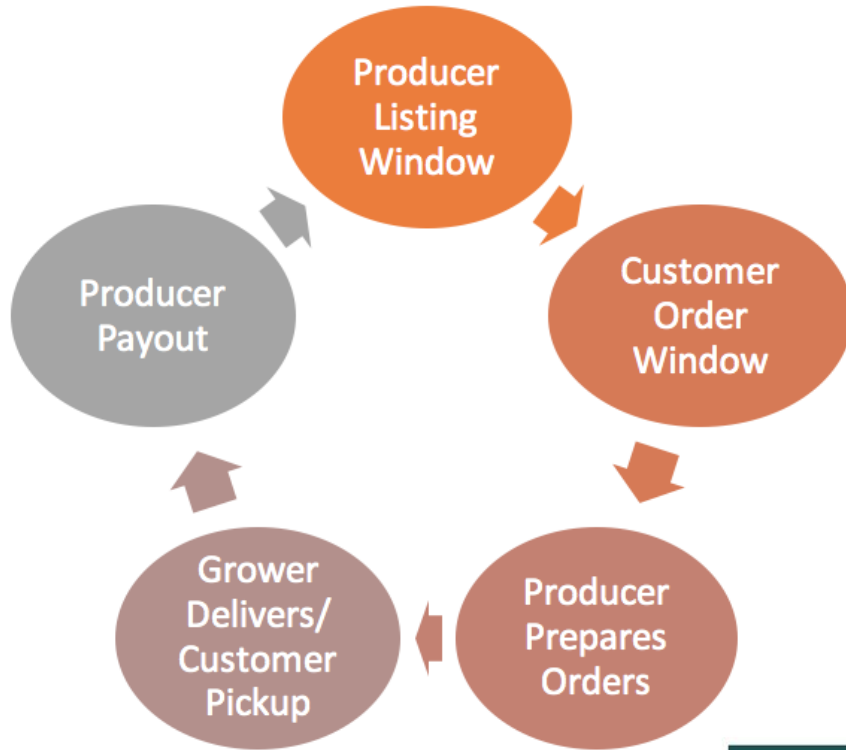 Producer
Listing
Window
Customer
Order
Window
Producer
Prepares
Orders
Grower
Delivers/
Customer
Pickup
Producer
Payout